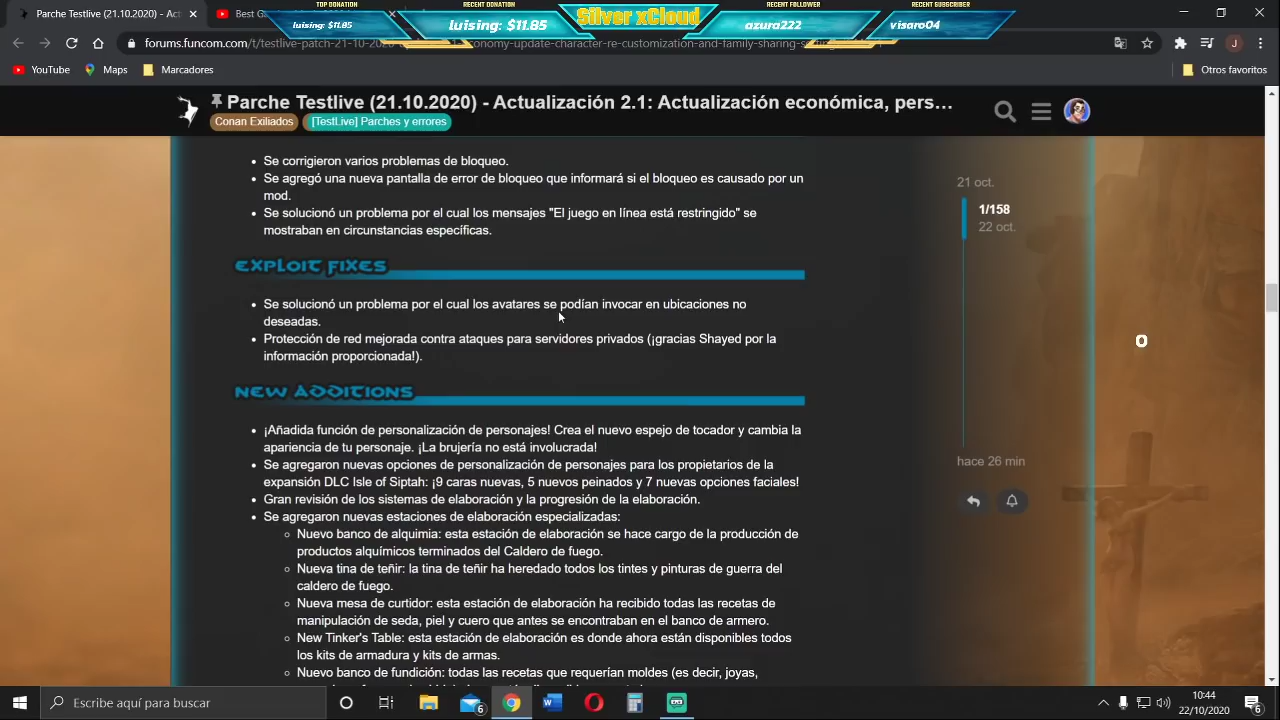 Parche Testlive (21.10.2020) - Act
Best G
TOP DONATION
luising: $11.85
RECENT DONATION
luising: $11.85
Silver xCloud
RECENT FOLLOWER
azura222
RECENT SUBSCRIBER
visaro04
forums.funcom.com/t/testlive-patch-21-10-2020
onomy-update-character-re-customization-and-family-sharing
YouTube
Maps
Marcadores
Otros favoritos
Parche Testlive (21.10.2020) - Actualización 2.1: Actualización económica, pers…
Conan Exiliados
[TestLive] Parches y errores
Se corrigieron varios problemas de bloqueo.
Se agregó una nueva pantalla de error de bloqueo que informará si el bloqueo es causado por un
mod.
Se solucionó un problema por el cual los mensajes "El juego en línea está restringido" se
mostraban en circunstancias específicas.
EXPLOIT FIXES
Se solucionó un problema por el cual los avatares se podían invocar en ubicaciones no
deseadas.
Protección de red mejorada contra ataques para servidores privados (¡gracias Shayed por la
información proporcionada!).
NEW ADDITIONS
¡Añadida función de personalización de personajes! Crea el nuevo espejo de tocador y cambia la
apariencia de tu personaje. ¡La brujería no está involucrada!
Se agregaron nuevas opciones de personalización de personajes para los propietarios de la
expansión DLC Isle of Siptah: ¡9 caras nuevas, 5 nuevos peinados y 7 nuevas opciones faciales!
Gran revisión de los sistemas de elaboración y la progresión de la elaboración.
Se agregaron nuevas estaciones de elaboración especializadas:
Nuevo banco de alquimia: esta estación de elaboración se hace cargo de la producción de
productos alquímicos terminados del Caldero de fuego.
Nueva tina de teñir: la tina de teñir ha heredado todos los tintes y pinturas de guerra del
caldero de fuego.
Nueva mesa de curtidor: esta estación de elaboración ha recibido todas las recetas de
manipulación de seda, piel y cuero que antes se encontraban en el banco de armero.
New Tinker's Table: esta estación de elaboración es donde ahora están disponibles todos
los kits de armadura y kits de armas.
Nuevo banco de fundición: todas las recetas que requerían moldes (es decir, joyas,
21 oct.
1/158
22 oct.
hace 26 min
0
Escribe aquí para buscar
10:44
22/10/2020